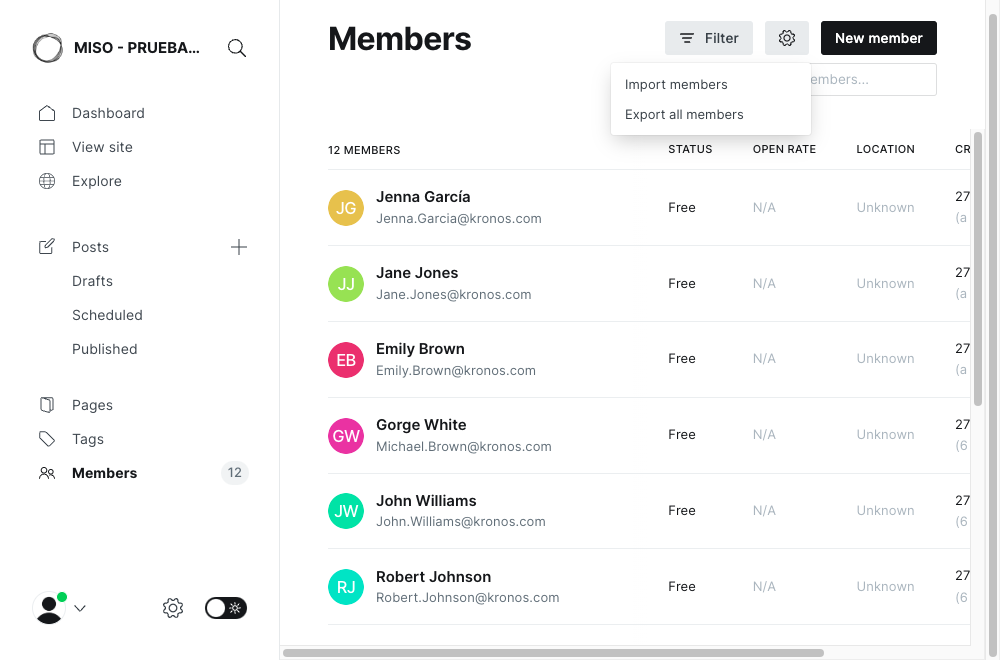 MISO - PRUEBA...
Dashboard
View site
Explore
Posts
Drafts
Scheduled
Published
Pages
Tags
Members 12
Members
Filter
New member
embers...
Import members
Export all members
12 MEMBERS STATUS OPEN RATE LOCATION CR
JG Jenna García Free N/A Unknown 27
Jenna.Garcia@kronos.com (a
JJ Jane Jones Free N/A Unknown 27
Jane.Jones@kronos.com (a
EB Emily Brown Free N/A Unknown 27
Emily.Brown@kronos.com (a
GW Gorge White Free N/A Unknown 27
Michael.Brown@kronos.com (6
JW John Williams Free N/A Unknown 27
John.Williams@kronos.com (6
RJ Robert Johnson Free N/A Unknown 27
Robert.Johnson@kronos.com (6